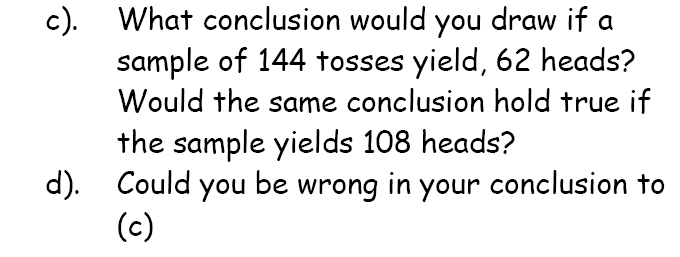 c). What conclusion would you draw if a
sample of 144 tosses yield, 62 heads?
Would the same conclusion hold true if
the sample yields 108 heads?
d). Could you be wrong in your conclusion to
(c)